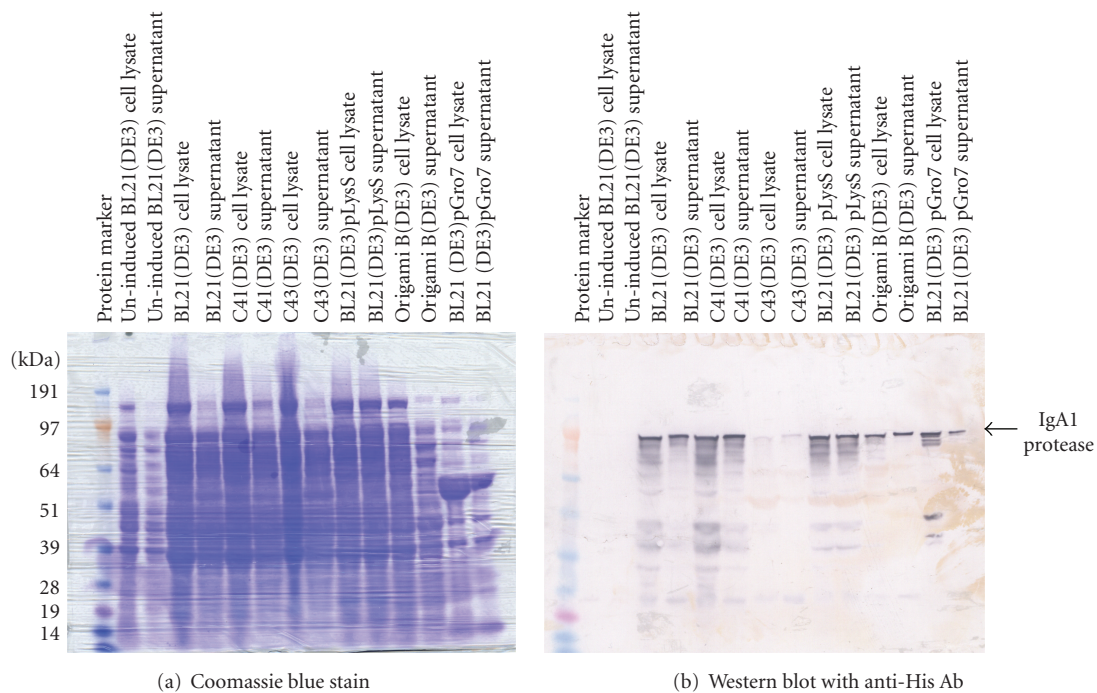 Protein marker
Un-induced BL21(DE3) cell lysate
Un-induced BL21(DE3) supernatant
BL21(DE3) cell lysate
BL21(DE3) supernatant
C41(DE3) cell lysate
C41(DE3) supernatant
C43(DE3) cell lysate
C43(DE3) supernatant
BL21(DE3)pLysS cell lysate
BL21(DE3)pLysS supernatant
Origami B(DE3) cell lysate
Origami B(DE3) supernatant
BL21(DE3)pGro7 cell lysate
BL21 (DE3)pGro7 supernatant
(kDa)
191
97
64
51
39
28
19
14
(a) Coomassie blue stain
Protein marker
Un-induced BL21(DE3) cell lysate
Un-induced BL21(DE3) supernatant
BL21(DE3) cell lysate
BL21(DE3) supernatant
C41(DE3) cell lysate
C41(DE3) supernatant
C43(DE3) cell lysate
C43(DE3) supernatant
BL21(DE3) pLysS cell lysate
BL21(DE3) pLysS supernatant
Origami B(DE3) cell lysate
Origami B(DE3) supernatant
BL21(DE3) pGro7 cell lysate
BL21(DE3) pGro7 supernatant
IgA1
protease
(b) Western blot with anti-His Ab